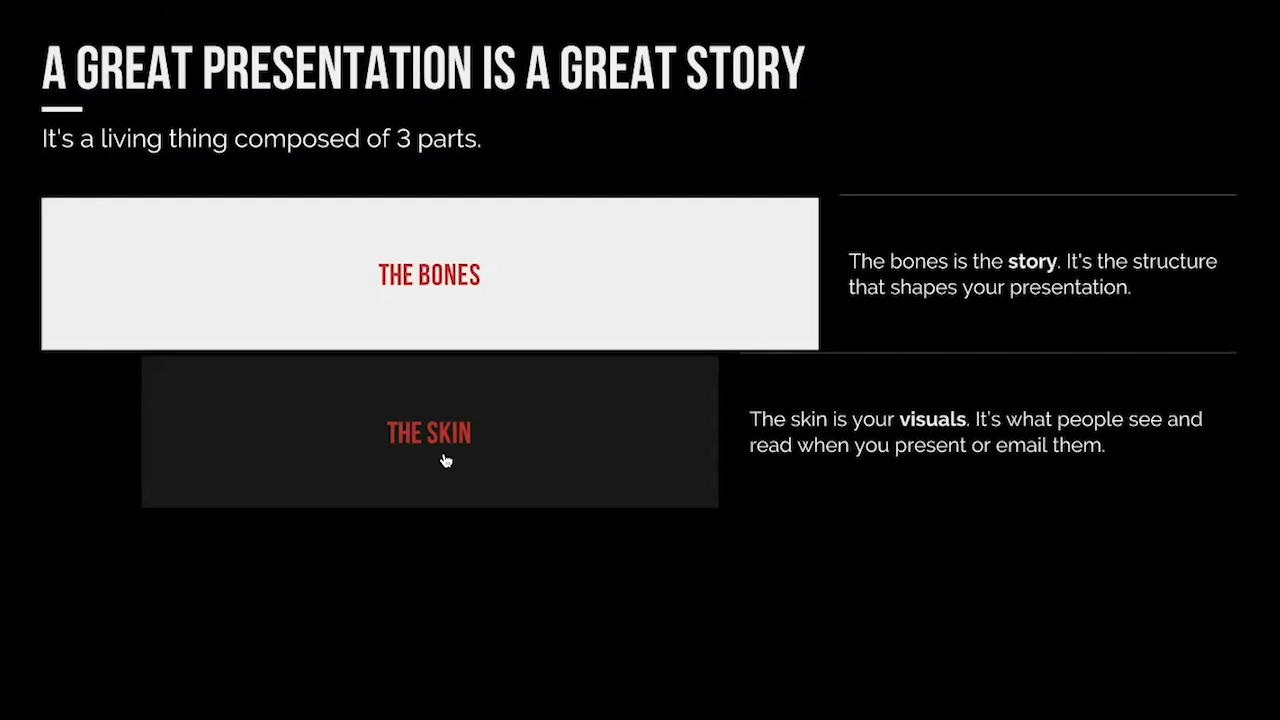 A GREAT PRESENTATION IS A GREAT STORY
It's a living thing composed of 3 parts.
THE BONES
The bones is the story. It's the structure
that shapes your presentation.
THE SKIN
The skin is your visuals. It’s what people see and
read when you present or email them.